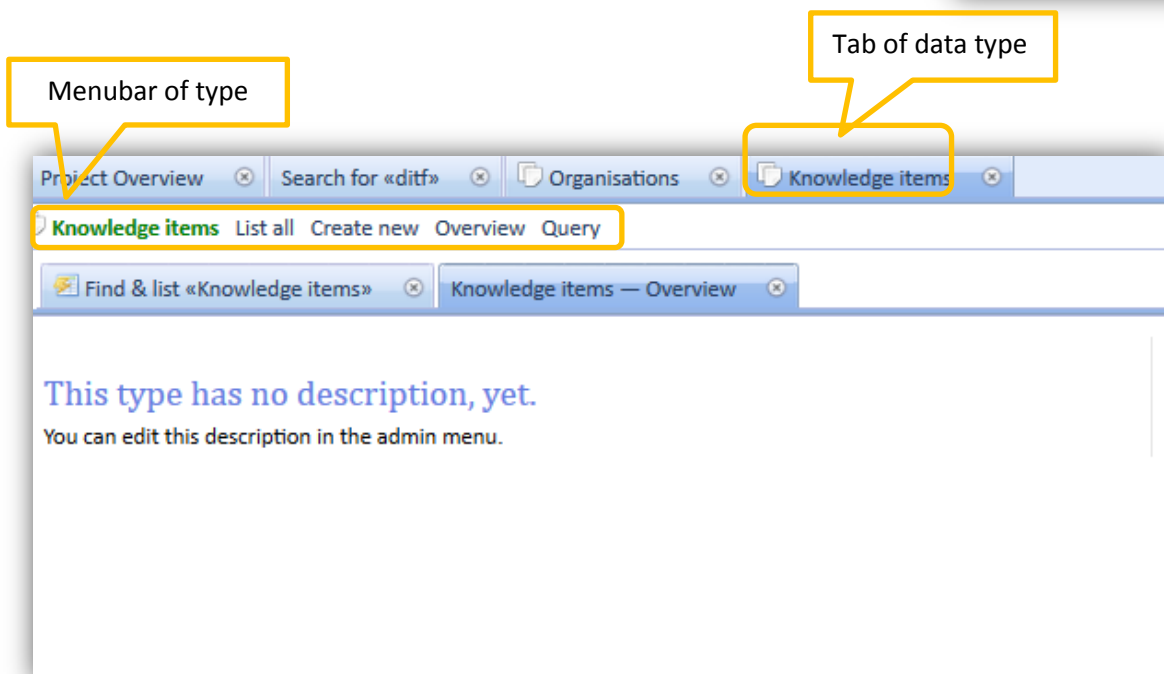 Tab of data type
Menubar of type
Project Overview Search for «ditf» Organisations Knowledge items
Knowledge items List all Create new Overview Query
Find & list «Knowledge items» Knowledge items — Overview
This type has no description, yet.
You can edit this description in the admin menu.